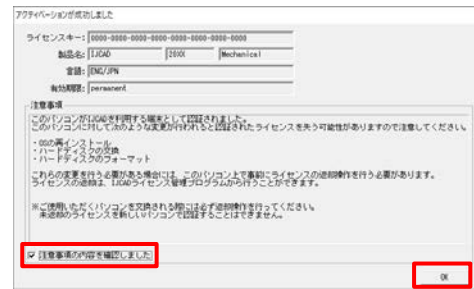 アクティベーションが成功しました
ライセンスキー: 0000-0000-0000-0000-0000-0000-0000
製品名: IJCAD 20XX Mechanical
言語: ENG/JPN
有効期限: permanent
注意事項
このパソコンがIJCADを利用する端末として認証されました。
このパソコンに対して次のような変更が行われると認証されたライセンスを失う可能性がありますので注意してください。
・OSの再インストール
・ハードディスクの交換
・ハードディスクのフォーマット
これらの変更を行う必要がある場合には、このパソコン上で事前にライセンスの返却操作を行う必要があります。
ライセンスの返却は、IJCADライセンス管理プログラムから行うことができます。
※ご使用いただくパソコンを交換される際には必ず返却操作を行ってください。
未返却のライセンスを新しいパソコンで認証することはできません。
注意事項の内容を確認しました
OK